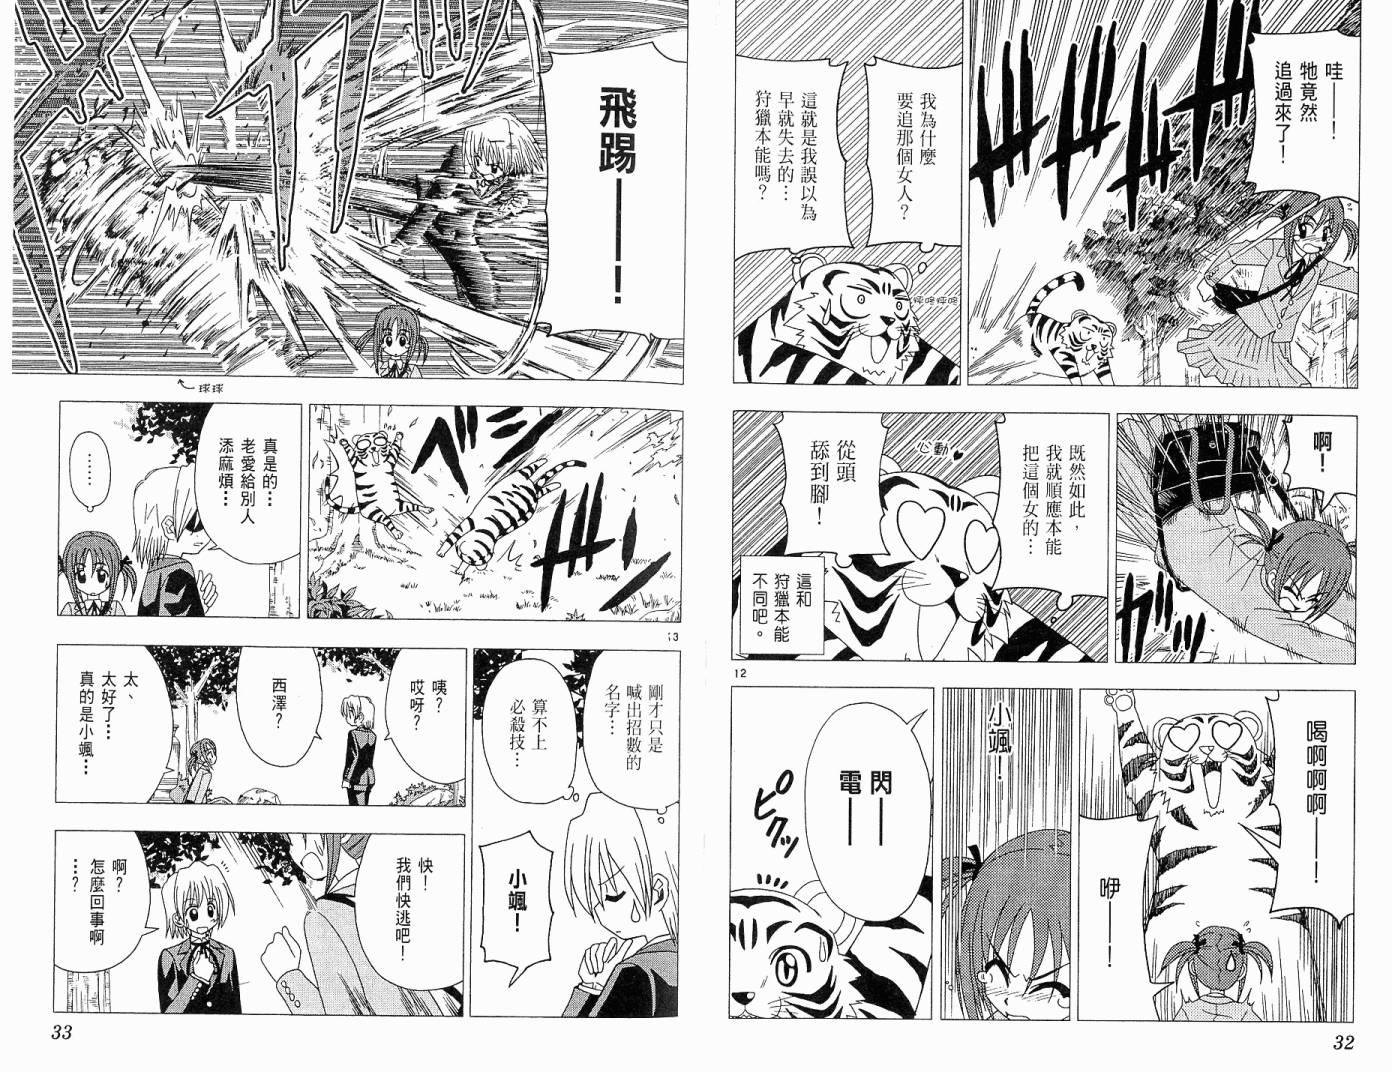 哇——！
牠竟然
追過來了！
我為什麼
要追那個女人？
這就是我誤以為
早就失去的…
狩獵本能嗎？
怦咚怦咚
啊！
既然如此，
我就順應本能
把這個女的…
心動♥
從頭
舔到腳！
這和
狩獵本能
不同吧。
12
喝啊啊啊——！
咿——！
小颯！
閃——
電——
ピクッ
32
飛踢——！
球球
真是的…
老愛給別人
添麻煩…
……
13
剛才只是
喊出招數的
名字…
算不上
必殺技…
小颯！
咦？
哎呀？
西澤？
太、
太好了…
真的是小颯…
快！
我們快逃吧！
啊？
怎麼回事啊
…？
33